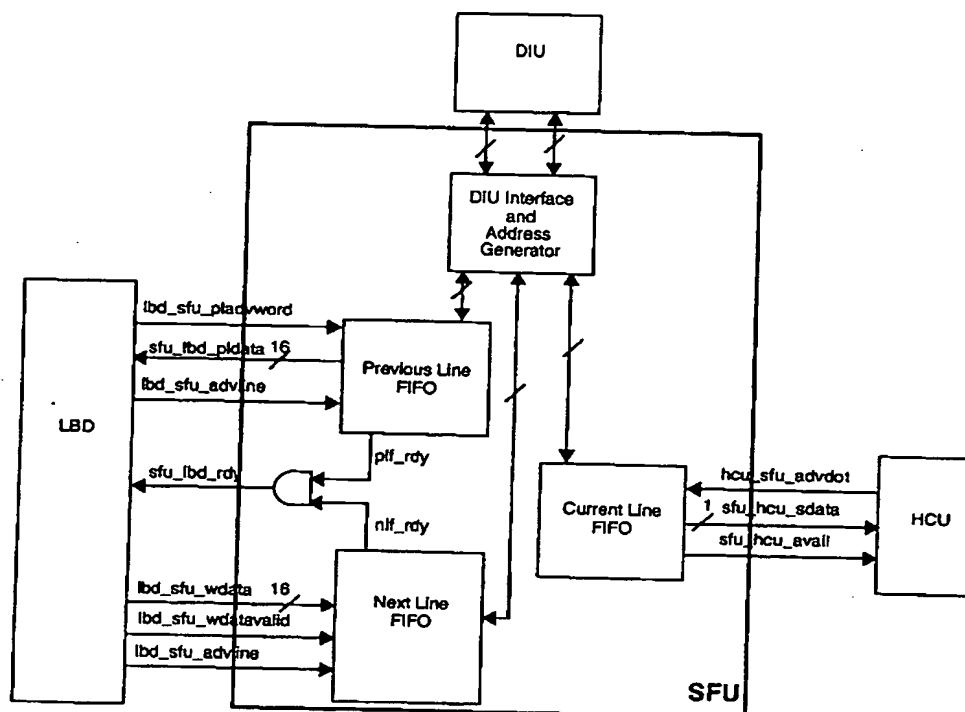 DIU
DIU Interface
and
Address
Generator
lbd_sfu_pladvword
sfu_lbd_pldata 16
lbd_sfu_advline
Previous Line
FIFO
LBD
plf_rdy
sfu_lbd_rdy
nlf_rdy
hcu_sfu_advdot
1 sfu_hcu_sdata
sfu_hcu_avail
Current Line
FIFO
HCU
lbd_sfu_wdata 16
lbd_sfu_wdatavalid
lbd_sfu_advline
Next Line
FIFO
SFU